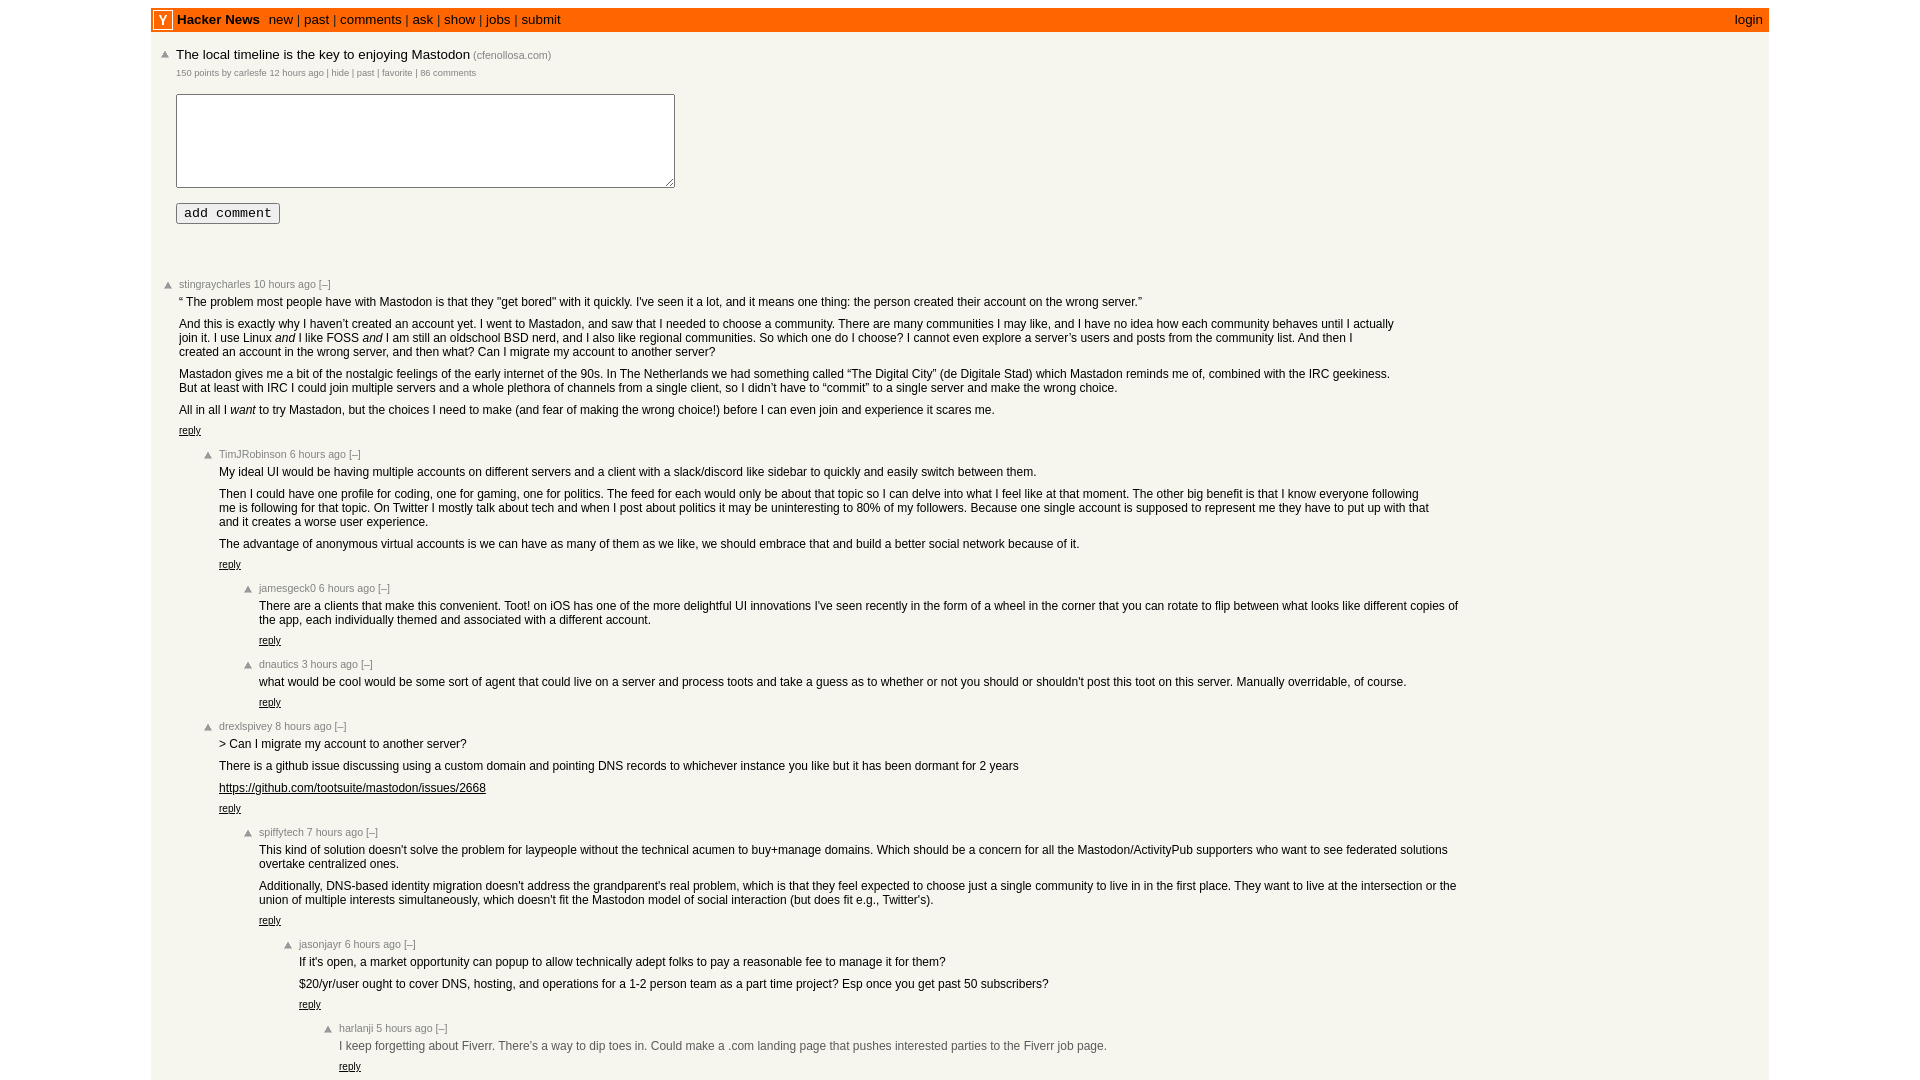 Y Hacker News new | past | comments | ask | show | jobs | submit login
The local timeline is the key to enjoying Mastodon (cfenollosa.com)
150 points by carlesfe 12 hours ago | hide | past | favorite | 86 comments
add comment
stingraycharles 10 hours ago [–]
“ The problem most people have with Mastodon is that they "get bored" with it quickly. I've seen it a lot, and it means one thing: the person created their account on the wrong server.”
And this is exactly why I haven’t created an account yet. I went to Mastadon, and saw that I needed to choose a community. There are many communities I may like, and I have no idea how each community behaves until I actually
join it. I use Linux and I like FOSS and I am still an oldschool BSD nerd, and I also like regional communities. So which one do I choose? I cannot even explore a server’s users and posts from the community list. And then I
created an account in the wrong server, and then what? Can I migrate my account to another server?
Mastadon gives me a bit of the nostalgic feelings of the early internet of the 90s. In The Netherlands we had something called “The Digital City” (de Digitale Stad) which Mastadon reminds me of, combined with the IRC geekiness.
But at least with IRC I could join multiple servers and a whole plethora of channels from a single client, so I didn’t have to “commit” to a single server and make the wrong choice.
All in all I want to try Mastadon, but the choices I need to make (and fear of making the wrong choice!) before I can even join and experience it scares me.
reply
TimJRobinson 6 hours ago [–]
My ideal UI would be having multiple accounts on different servers and a client with a slack/discord like sidebar to quickly and easily switch between them.
Then I could have one profile for coding, one for gaming, one for politics. The feed for each would only be about that topic so I can delve into what I feel like at that moment. The other big benefit is that I know everyone following
me is following for that topic. On Twitter I mostly talk about tech and when I post about politics it may be uninteresting to 80% of my followers. Because one single account is supposed to represent me they have to put up with that
and it creates a worse user experience.
The advantage of anonymous virtual accounts is we can have as many of them as we like, we should embrace that and build a better social network because of it.
reply
jamesgeck0 6 hours ago [–]
There are a clients that make this convenient. Toot! on iOS has one of the more delightful UI innovations I've seen recently in the form of a wheel in the corner that you can rotate to flip between what looks like different copies of
the app, each individually themed and associated with a different account.
reply
dnautics 3 hours ago [–]
what would be cool would be some sort of agent that could live on a server and process toots and take a guess as to whether or not you should or shouldn't post this toot on this server. Manually overridable, of course.
reply
drexlspivey 8 hours ago [–]
> Can I migrate my account to another server?
There is a github issue discussing using a custom domain and pointing DNS records to whichever instance you like but it has been dormant for 2 years
https://github.com/tootsuite/mastodon/issues/2668
reply
spiffytech 7 hours ago [–]
This kind of solution doesn't solve the problem for laypeople without the technical acumen to buy+manage domains. Which should be a concern for all the Mastodon/ActivityPub supporters who want to see federated solutions
overtake centralized ones.
Additionally, DNS-based identity migration doesn't address the grandparent's real problem, which is that they feel expected to choose just a single community to live in in the first place. They want to live at the intersection or the
union of multiple interests simultaneously, which doesn't fit the Mastodon model of social interaction (but does fit e.g., Twitter's).
reply
jasonjayr 6 hours ago [–]
If it's open, a market opportunity can popup to allow technically adept folks to pay a reasonable fee to manage it for them?
$20/yr/user ought to cover DNS, hosting, and operations for a 1-2 person team as a part time project? Esp once you get past 50 subscribers?
reply
harlanji 5 hours ago [–]
I keep forgetting about Fiverr. There’s a way to dip toes in. Could make a .com landing page that pushes interested parties to the Fiverr job page.
reply